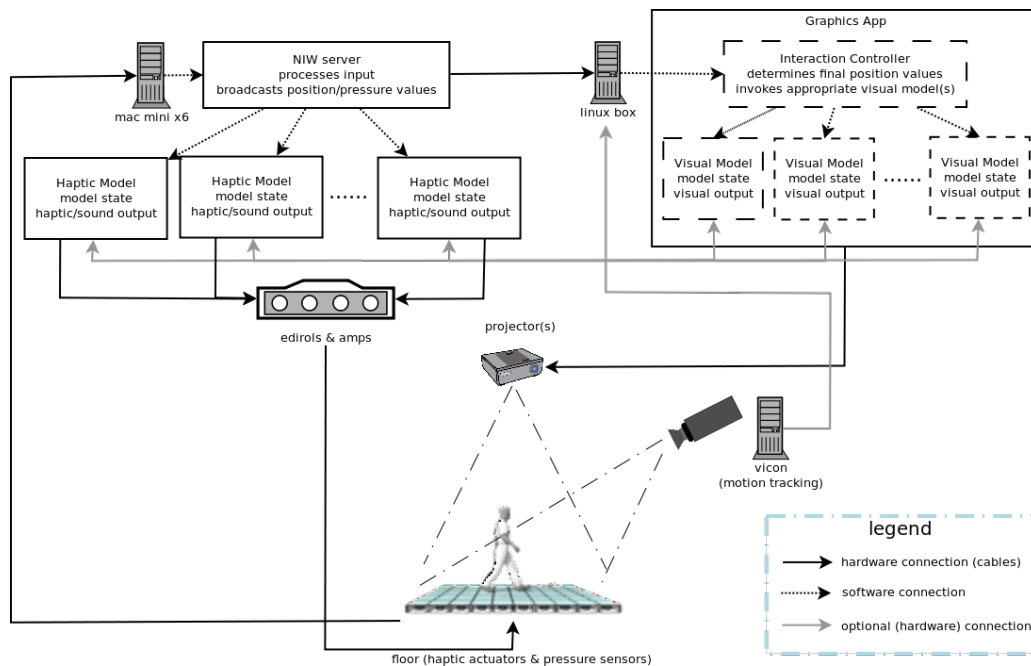 Graphics App
NIW server
processes input
broadcasts position/pressure values
Interaction Controller
determines final position values
invokes appropriate visual model(s)
mac mini x6
linux box
Haptic Model
model state
haptic/sound output
Haptic Model
model state
haptic/sound output
......
Haptic Model
model state
haptic/sound output
Visual Model
model state
visual output
Visual Model
model state
visual output
......
Visual Model
model state
visual output
edirols & amps
projector(s)
vicon
(motion tracking)
legend
hardware connection (cables)
software connection
optional (hardware) connection
floor (haptic actuators & pressure sensors)